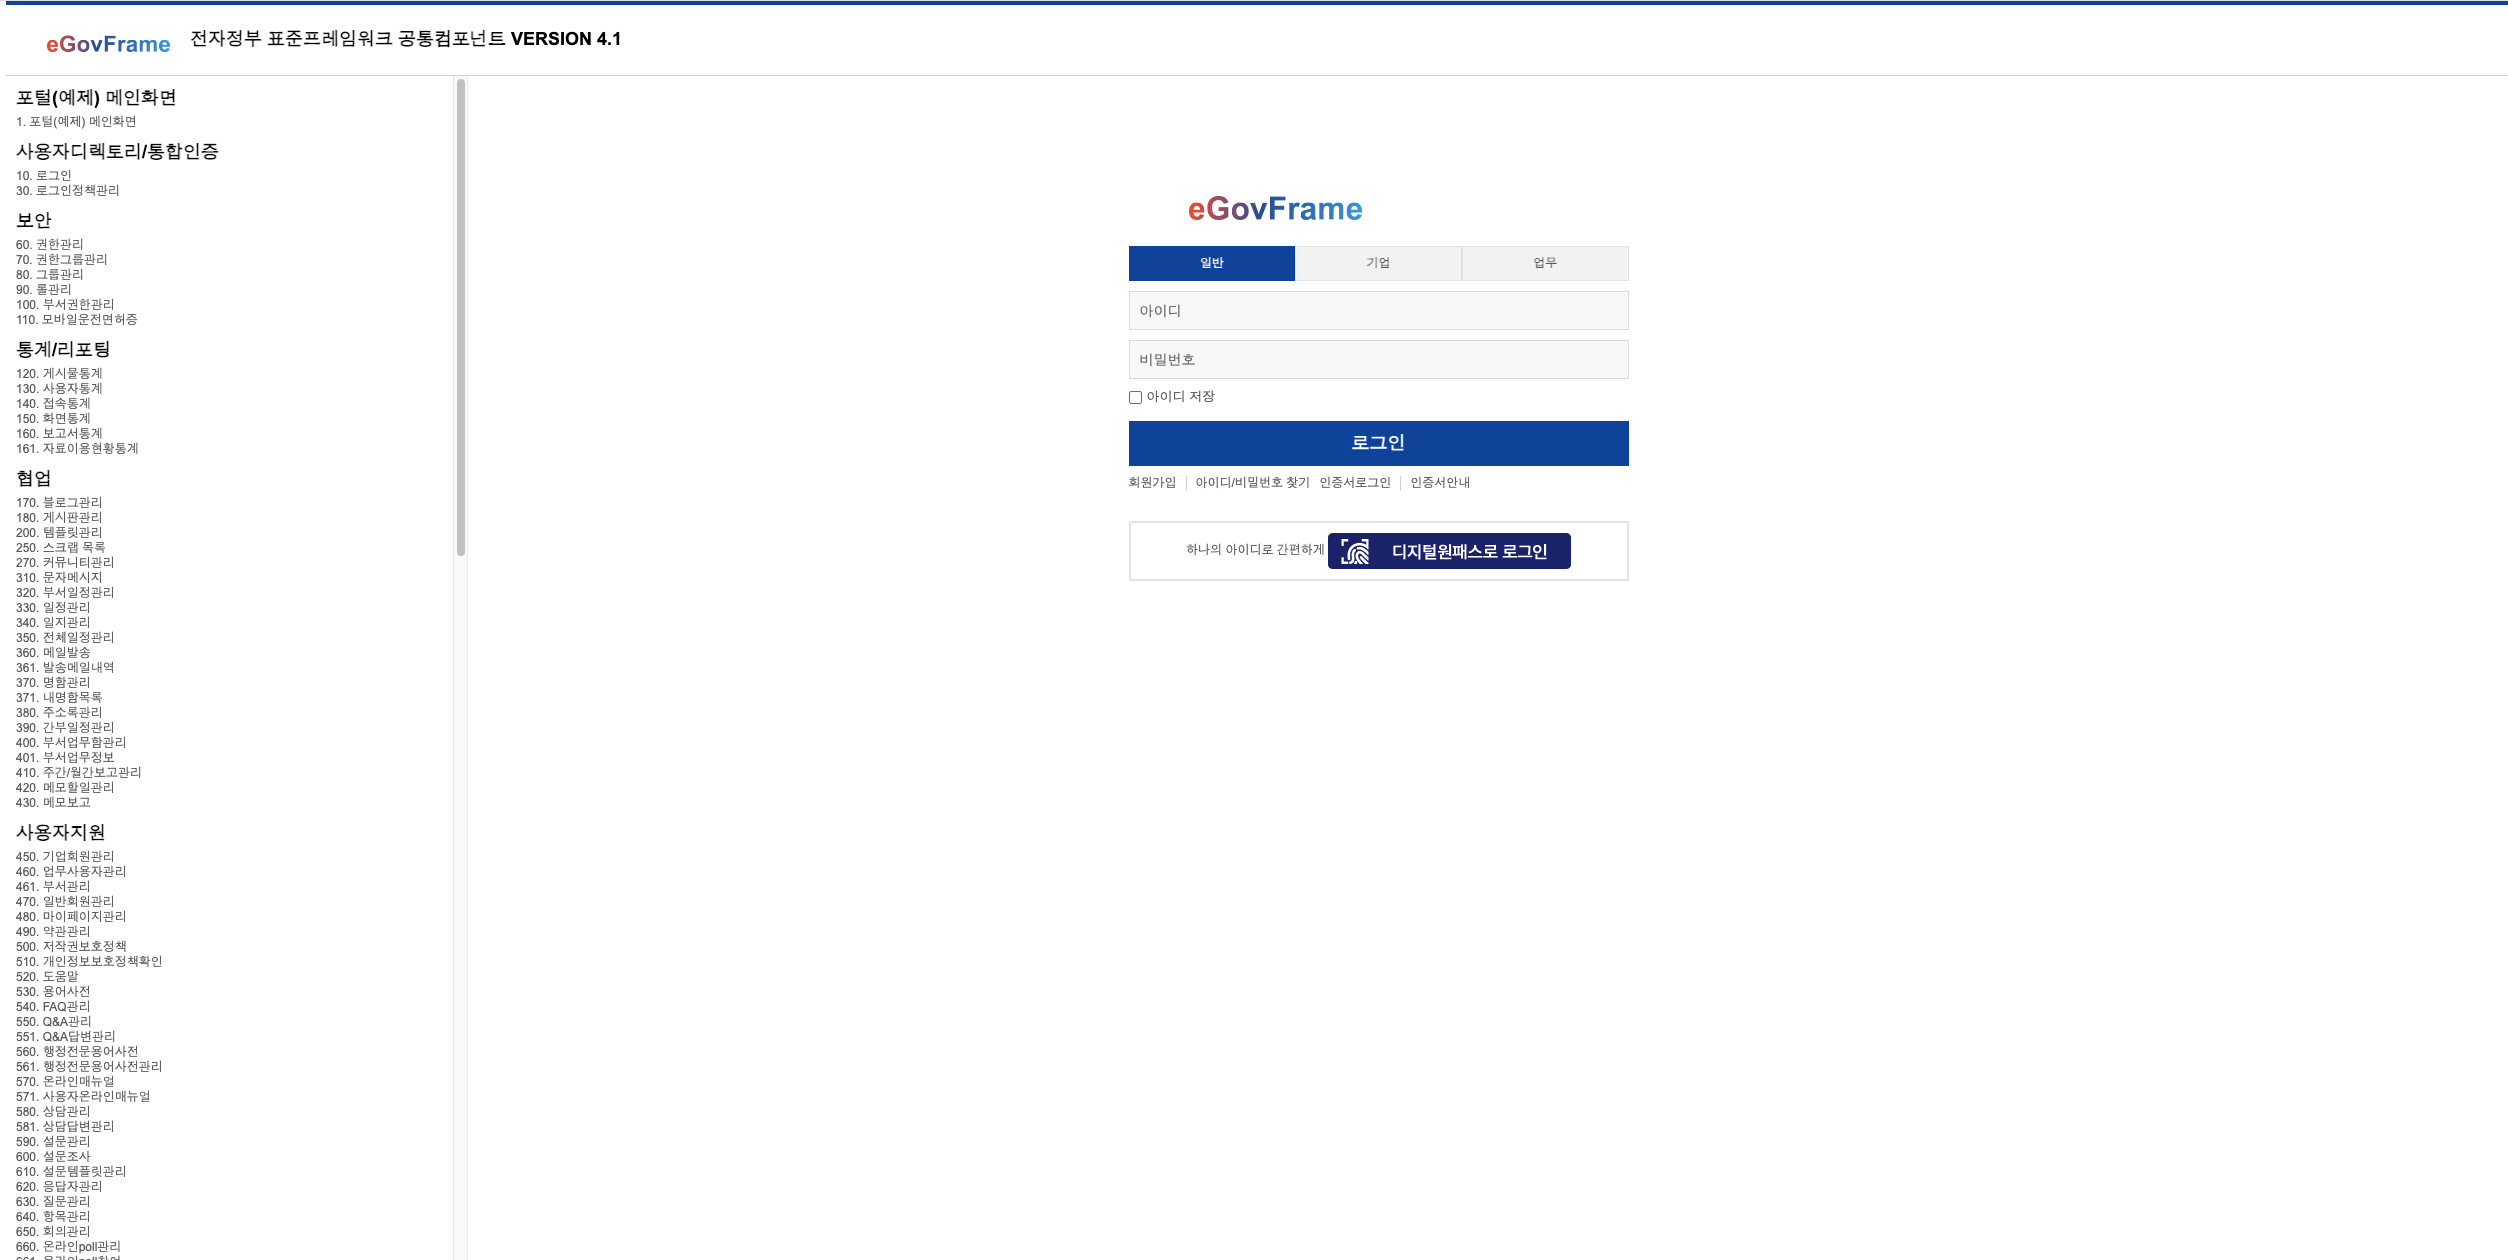 eGovFrame 전자정부 표준프레임워크 공통컴포넌트 VERSION 4.1
포털(예제) 메인화면
1. 포털(예제) 메인화면
사용자디렉토리/통합인증
10. 로그인
30. 로그인정책관리
보안
60. 권한관리
70. 권한그룹관리
80. 그룹관리
90. 롤관리
100. 부서권한관리
110. 모바일운전면허증
통계/리포팅
120. 게시물통계
130. 사용자통계
140. 접속통계
150. 화면통계
160. 보고서통계
161. 자료이용현황통계
협업
170. 블로그관리
180. 게시판관리
200. 템플릿관리
250. 스크랩 목록
270. 커뮤니티관리
310. 문자메시지
320. 부서일정관리
330. 일정관리
340. 일지관리
350. 전체일정관리
360. 메일발송
361. 발송메일내역
370. 명함관리
371. 내명함목록
380. 주소록관리
390. 간부일정관리
400. 부서업무함관리
401. 부서업무정보
410. 주간/월간보고관리
420. 메모할일관리
430. 메모보고
사용자지원
450. 기업회원관리
460. 업무사용자관리
461. 부서관리
470. 일반회원관리
480. 마이페이지관리
490. 약관관리
500. 저작권보호정책
510. 개인정보보호정책확인
520. 도움말
530. 용어사전
540. FAQ관리
550. Q&A관리
551. Q&A답변관리
560. 행정전문용어사전
561. 행정전문용어사전관리
570. 온라인매뉴얼
571. 사용자온라인매뉴얼
580. 상담관리
581. 상담답변관리
590. 설문관리
600. 설문조사
610. 설문템플릿관리
620. 응답자관리
630. 질문관리
640. 항목관리
650. 회의관리
660. 온라인poll관리
eGovFrame
일반 기업 업무
아이디
비밀번호
아이디 저장
로그인
회원가입 아이디/비밀번호 찾기 인증서로그인 인증서안내
하나의 아이디로 간편하게 디지털원패스로 로그인